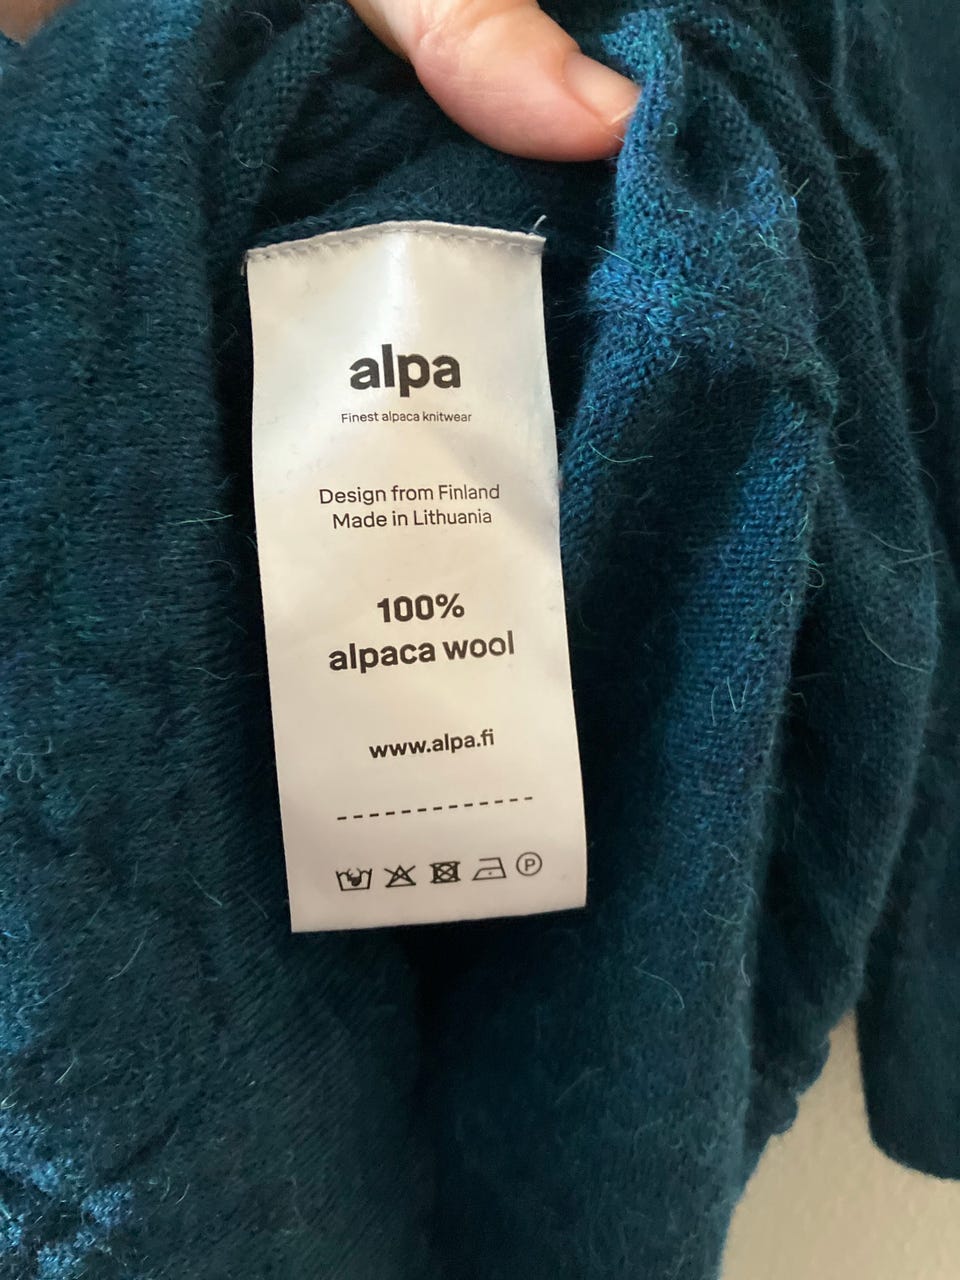 alpa
Finest alpaca knitwear
Design from Finland
Made in Lithuania
100%
alpaca wool
www.alpa.fi
P